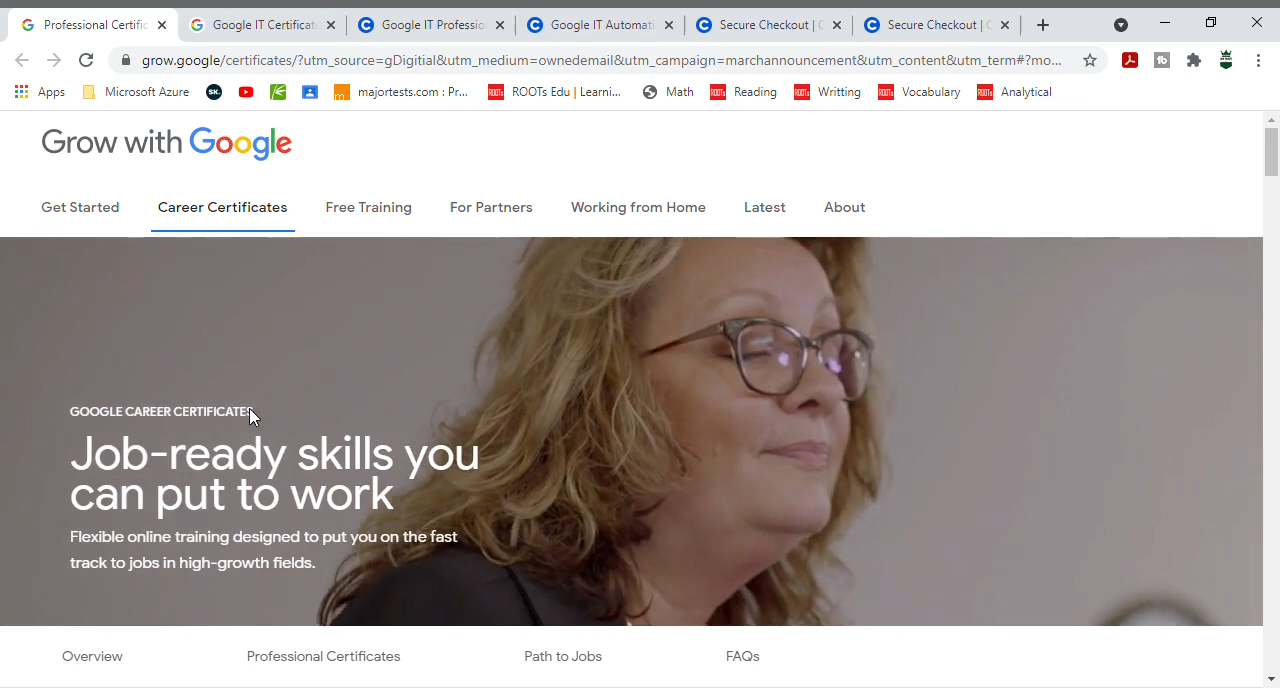 Professional Certific
Google IT Certificate
Google IT Professio
Google IT Automati
Secure Checkout | C
Secure Checkout | C
grow.google/certificates/?utm_source=gDigitial&utm_medium=ownedemail&utm_campaign=marchannouncement&utm_content&utm_term#?mo...
Apps
Microsoft Azure
SK.
majortests.com : Pr...
ROOTs Edu | Learni...
Math
Reading
Writting
Vocabulary
Analytical
Grow with Google
Get Started
Career Certificates
Free Training
For Partners
Working from Home
Latest
About
GOOGLE CAREER CERTIFICATES
Job-ready skills you
can put to work
Flexible online training designed to put you on the fast
track to jobs in high-growth fields.
Overview
Professional Certificates
Path to Jobs
FAQs